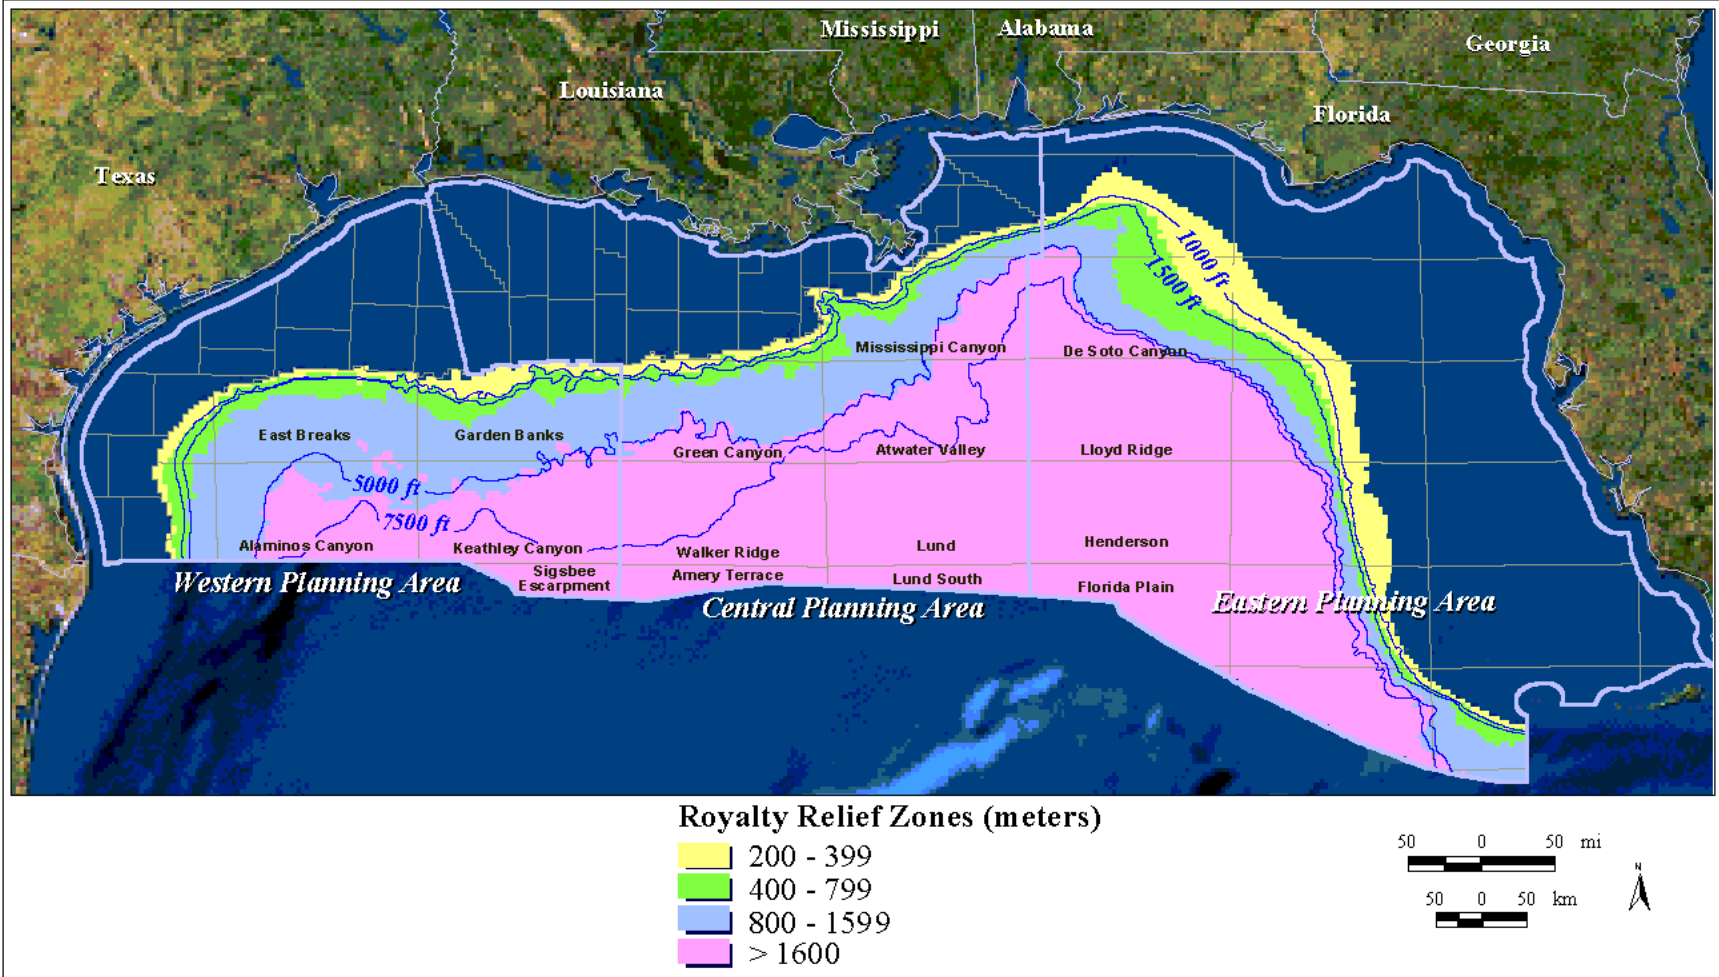 Mississippi
Alabama
Georgia
Louisiana
Florida
Texas
1000 ft
1500 ft
Mississippi Canyon
De Soto Canyon
East Breaks
Garden Banks
Green Canyon
Atwater Valley
Lloyd Ridge
5000 ft
7500 ft
Alaminos Canyon
Keathley Canyon
Walker Ridge
Lund
Henderson
Sigsbee
Escarpment
Amery Terrace
Lund South
Florida Plain
Western Planning Area
Central Planning Area
Eastern Planning Area
Royalty Relief Zones (meters)
200 - 399
400 - 799
800 - 1599
> 1600
50 0 50 mi
50 0 50 km
N